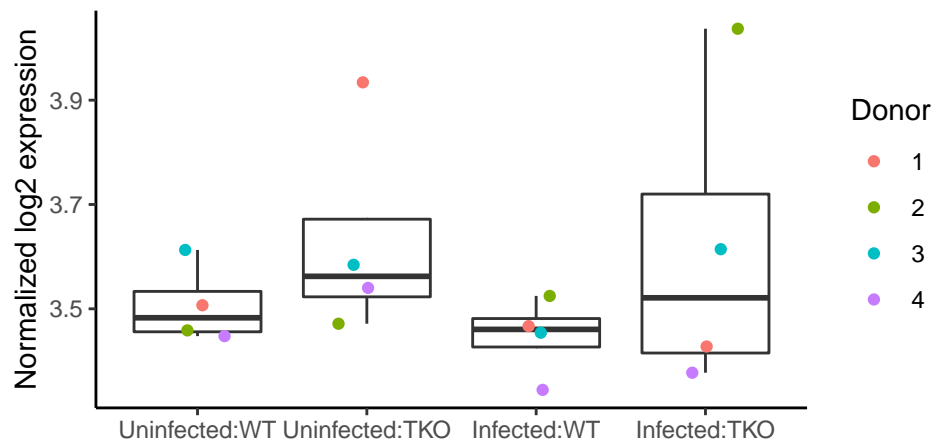 Normalized log2 expression
3.9
3.7
3.5
Uninfected:WT Uninfected:TKO Infected:WT Infected:TKO
Donor
1
2
3
4